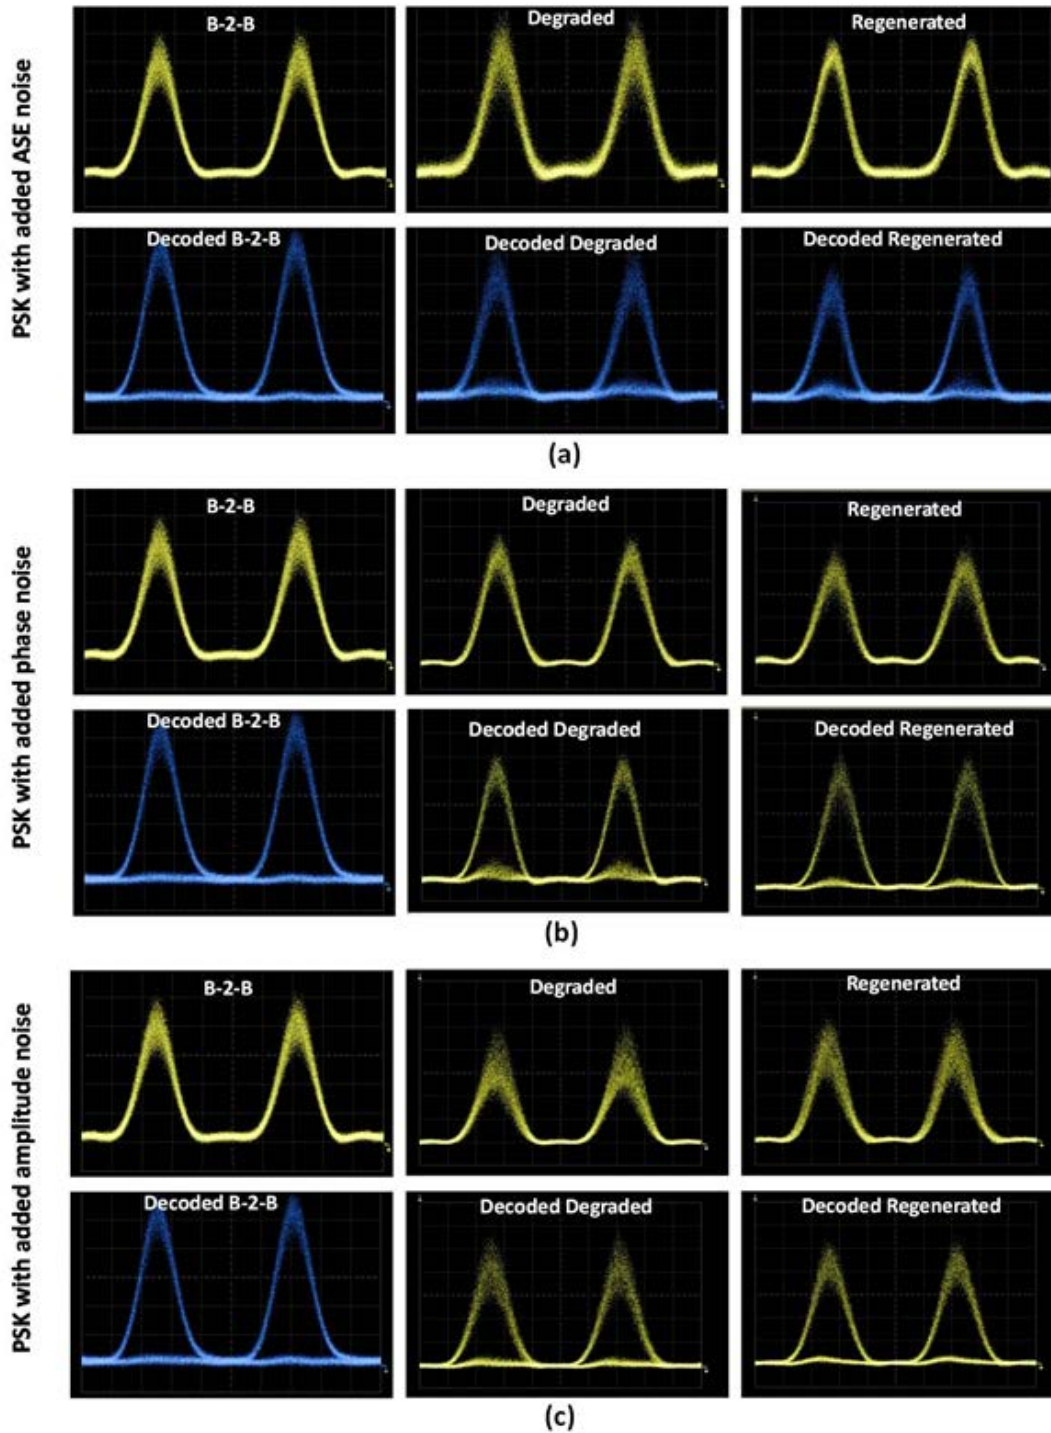 PSK with added ASE noise
B-2-B
Degraded
Regenerated
Decoded B-2-B
Decoded Degraded
Decoded Regenerated
(a)
PSK with added phase noise
B-2-B
Degraded
Regenerated
Decoded B-2-B
Decoded Degraded
Decoded Regenerated
(b)
PSK with added amplitude noise
B-2-B
Degraded
Regenerated
Decoded B-2-B
Decoded Degraded
Decoded Regenerated
(c)